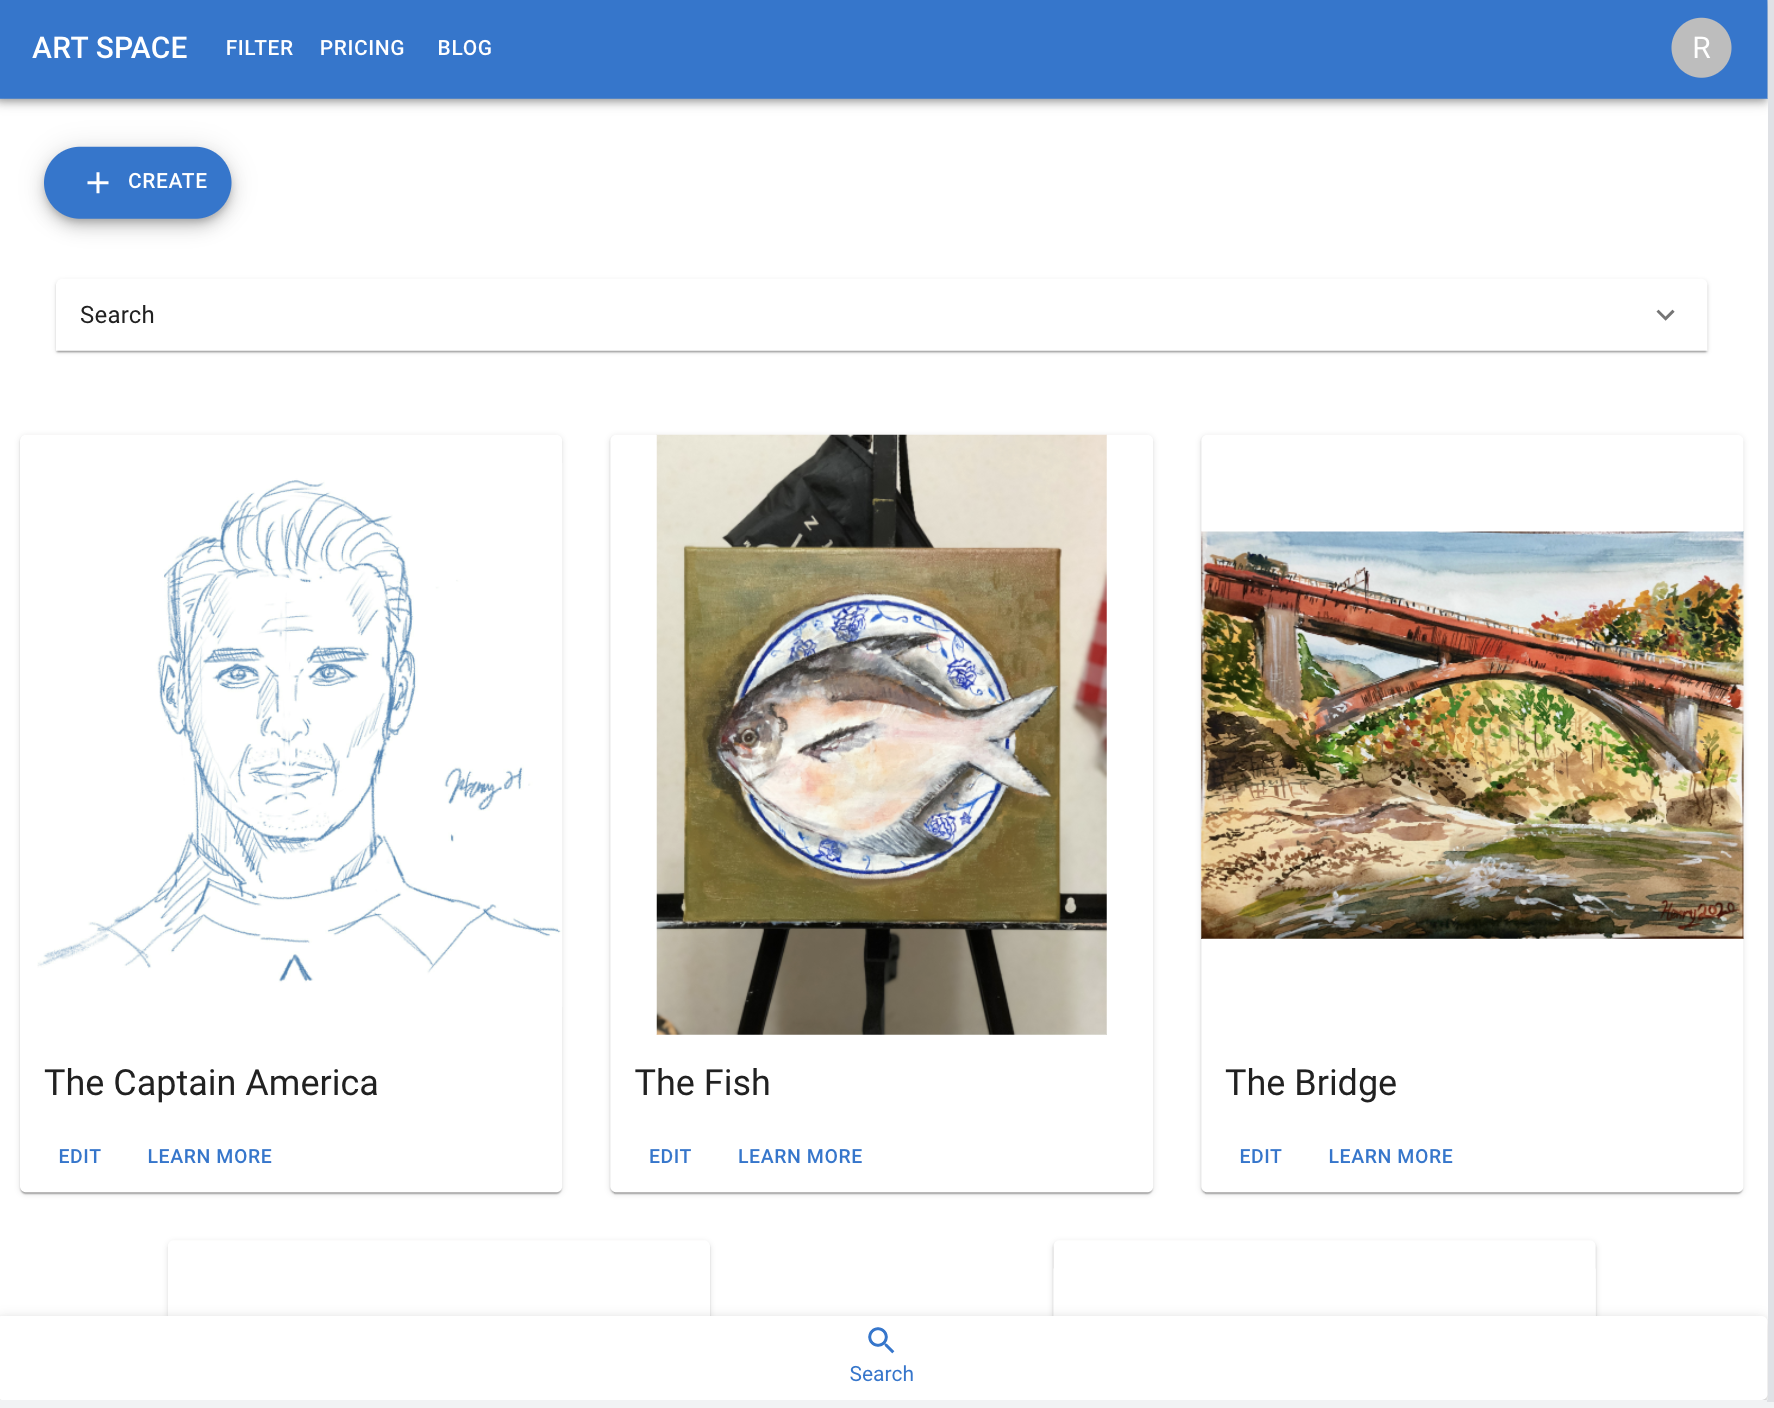 ART SPACE FILTER PRICING BLOG R
CREATE
Search
Henry 21
Henry 2020
The Captain America
The Fish
The Bridge
EDIT LEARN MORE
EDIT LEARN MORE
EDIT LEARN MORE
Search